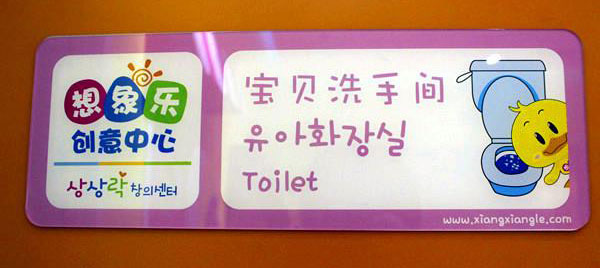 想象乐
创意中心
상상락 창의센터
宝贝洗手间
유아화장실
Toilet
www.xiangxiangle.com